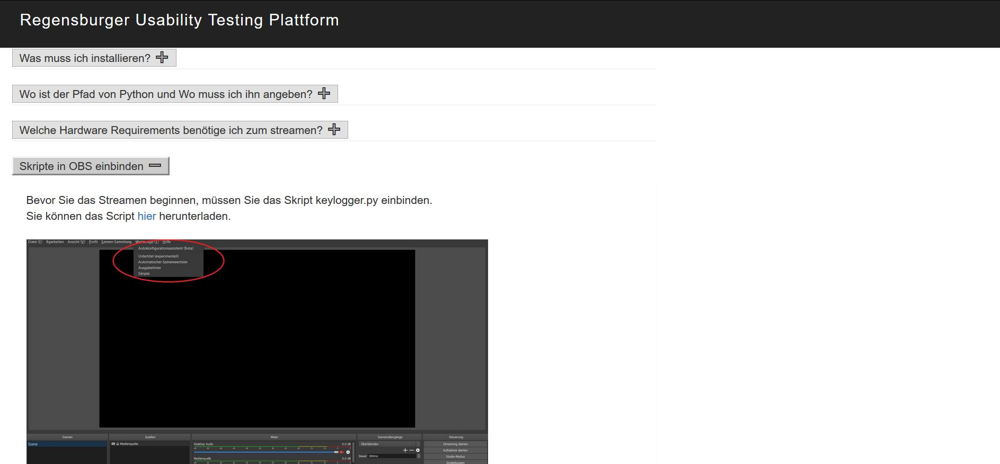 Regensburger Usability Testing Plattform
Was muss ich installieren?
Wo ist der Pfad von Python und Wo muss ich ihn angeben?
Welche Hardware Requirements benötige ich zum streamen?
Skripte in OBS einbinden
Bevor Sie das Streamen beginnen, müssen Sie das Skript keylogger.py einbinden.
Sie können das Script hier herunterladen.
Datei (F) Bearbeiten Ansicht (V) Profil Szenen-Sammlung Werkzeuge (T) Hilfe
Autokonfigurationsassistent (Beta)
Untertitel (experimentell)
Automatischer Szenenwechsler
Ausgabetimer
Skripte
Szenen Quellen Mixer Szenenübergänge Steuerung
Szene Medienquelle Desktop Audio 0.0 dB Überblenden Streaming starten
Aufnahme starten
Dauer 300ms Studio-Modus
Medienquelle 0.0 dB
Einstellungen